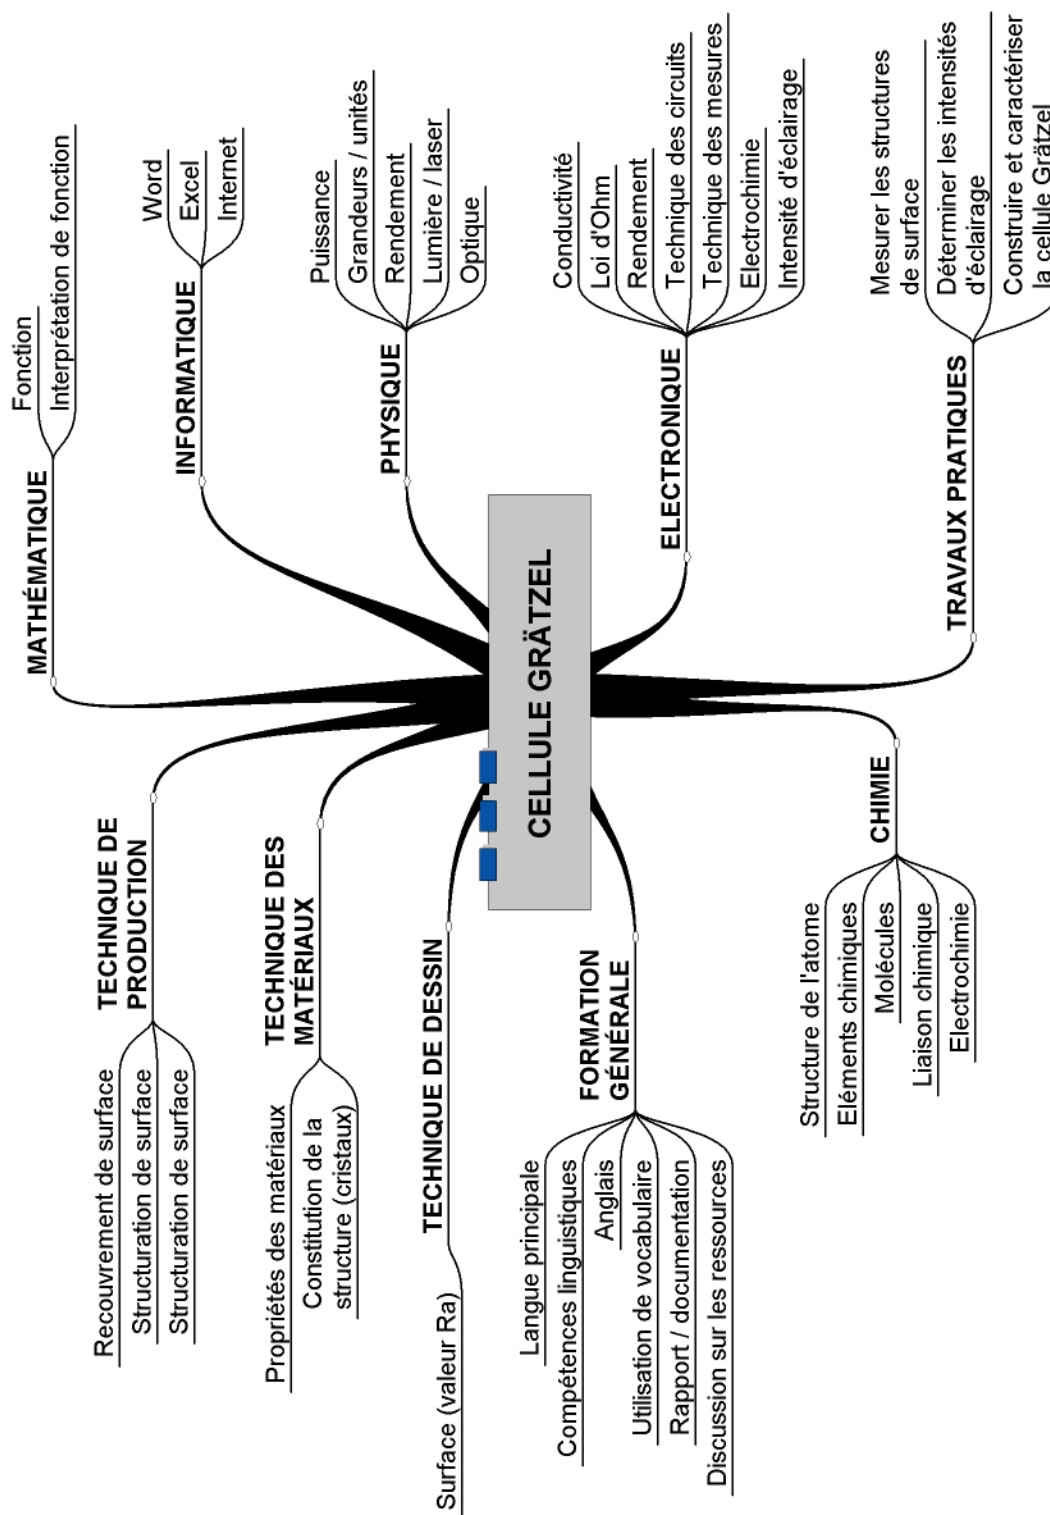 CELLULE GRÄTZEL
MATHÉMATIQUE
Fonction
Interprétation de fonction
INFORMATIQUE
Word
Excel
Internet
PHYSIQUE
Puissance
Grandeurs / unités
Rendement
Lumière / laser
Optique
ELECTRONIQUE
Conductivité
Loi d'Ohm
Rendement
Technique des circuits
Technique des mesures
Electrochimie
Intensité d'éclairage
TRAVAUX PRATIQUES
Mesurer les structures
de surface
Déterminer les intensités
d'éclairage
Construire et caractériser
la cellule Grätzel
TECHNIQUE DE
PRODUCTION
Recouvrement de surface
Structuration de surface
Structuration de surface
TECHNIQUE DES
MATÉRIAUX
Propriétés des matériaux
Constitution de la
structure (cristaux)
TECHNIQUE DE DESSIN
Surface (valeur Ra)
FORMATION
GÉNÉRALE
Langue principale
Compétences linguistiques
Anglais
Utilisation de vocabulaire
Rapport / documentation
Discussion sur les ressources
CHIMIE
Structure de l'atome
Eléments chimiques
Molécules
Liaison chimique
Electrochimie